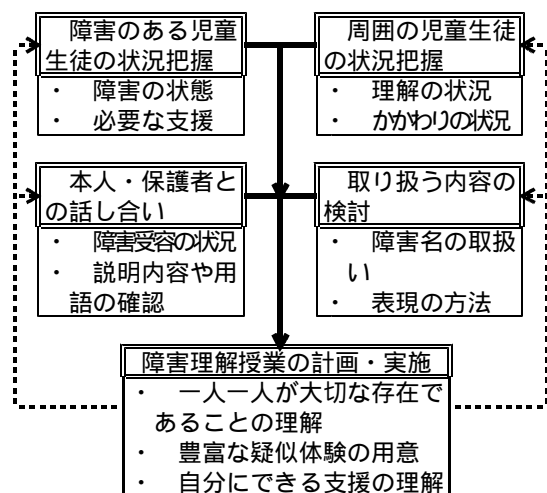 障害のある児童
生徒の状況把握
・ 障害の状態
・ 必要な支援
周囲の児童生徒
の状況把握
・ 理解の状況
・ かかわりの状況
本人・保護者と
の話し合い
・ 障害受容の状況
・ 説明内容や用
語の確認
取り扱う内容の
検討
・ 障害名の取扱
い
・ 表現の方法
障害理解授業の計画・実施
・ 一人一人が大切な存在で
あることの理解
・ 豊富な疑似体験の用意
・ 自分にできる支援の理解